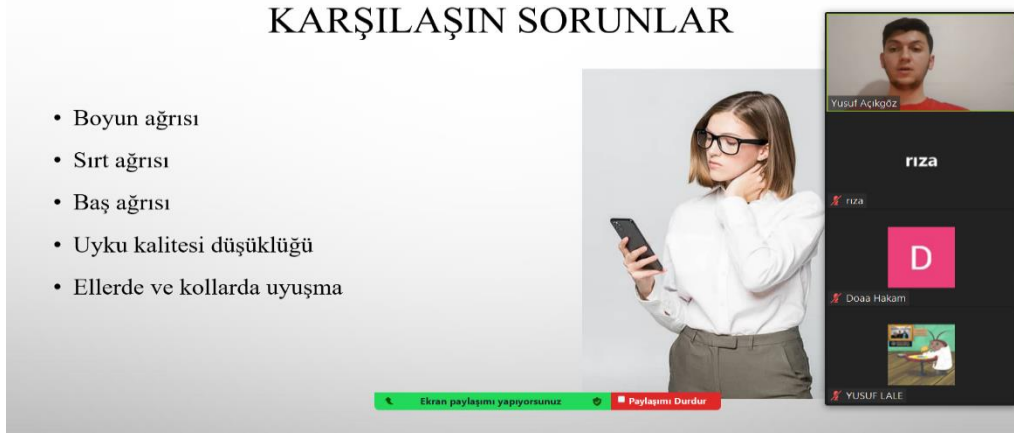 KARŞILAŞIN SORUNLAR
• Boyun ağrısı
• Sırt ağrısı
• Baş ağrısı
• Uyku kalitesi düşüklüğü
• Ellerde ve kollarda uyuşma
Yusuf Açıkgöz
rıza
rıza
D
Doaa Hakam
YUSUF LALE
Ekran paylaşımı yapıyorsunuz
Paylaşımı Durdur